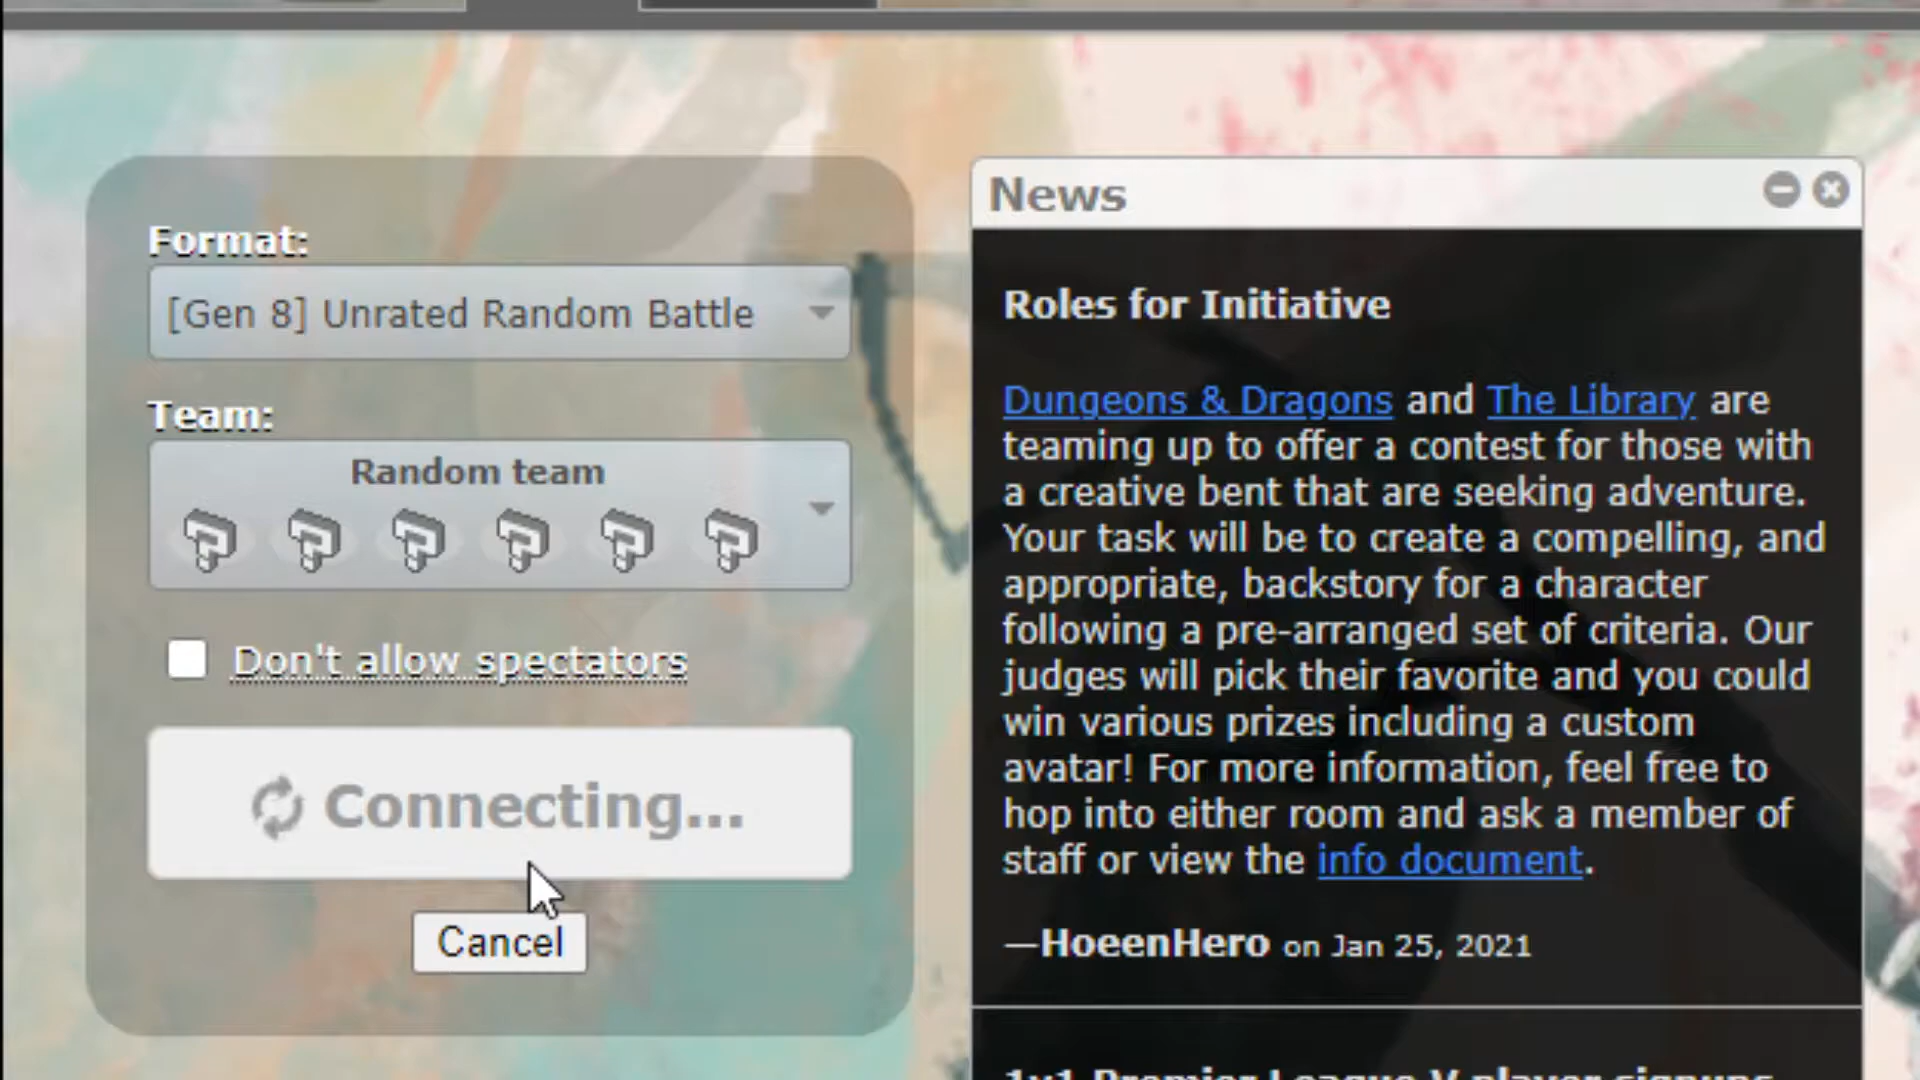 Format:
[Gen 8] Unrated Random Battle
Team:
Random team
Don't allow spectators
Connecting...
Cancel
News
Roles for Initiative
Dungeons & Dragons and The Library are
teaming up to offer a contest for those with
a creative bent that are seeking adventure.
Your task will be to create a compelling, and
appropriate, backstory for a character
following a pre-arranged set of criteria. Our
judges will pick their favorite and you could
win various prizes including a custom
avatar! For more information, feel free to
hop into either room and ask a member of
staff or view the info document.
—HoeenHero on Jan 25, 2021
1v1 Premier League V player signups